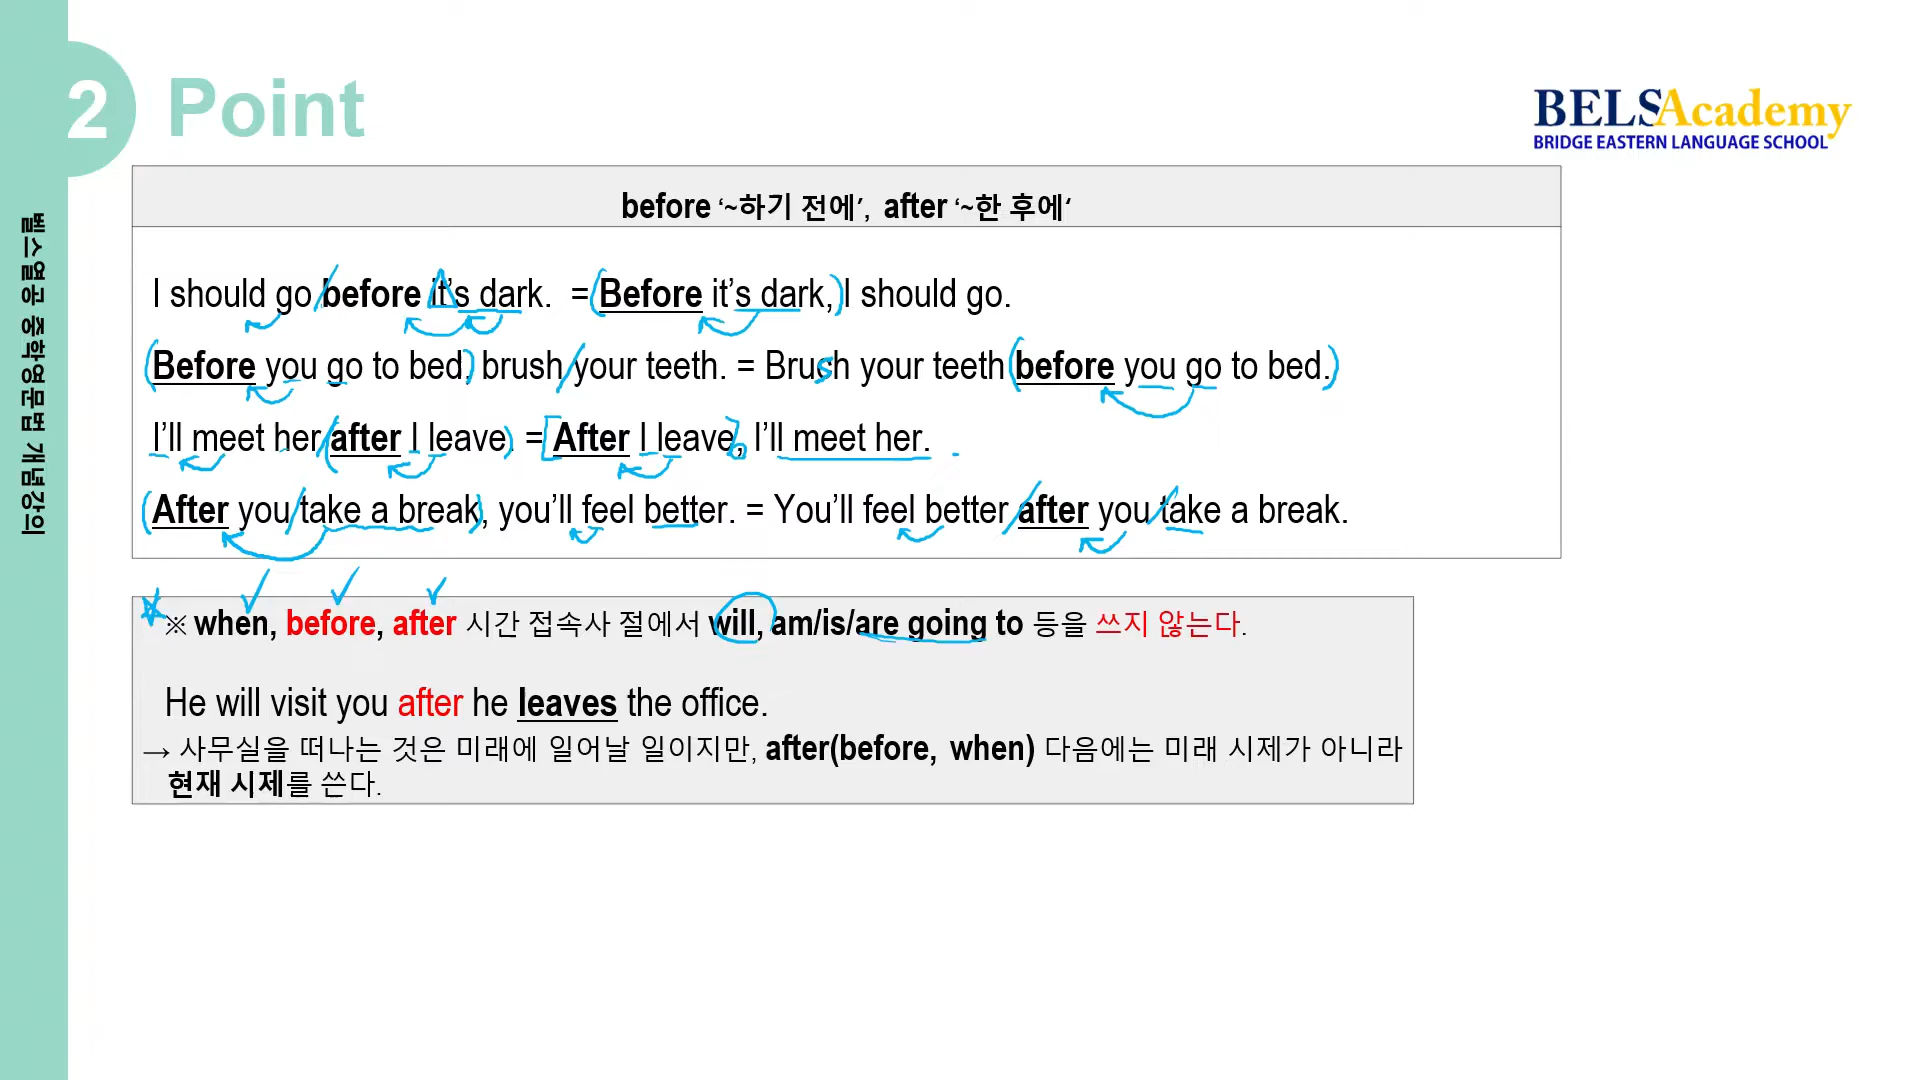 2 Point
BELSAcademy
BRIDGE EASTERN LANGUAGE SCHOOL
벨스열공 중학영문법 개념강의
before ‘~하기 전에’, after ‘~한 후에‘
I should go before it’s dark. = Before it’s dark, I should go.
Before you go to bed, brush your teeth. = Brush your teeth before you go to bed.
I’ll meet her after I leave. = After I leave, I’ll meet her.
After you take a break, you’ll feel better. = You’ll feel better after you take a break.
※ when, before, after 시간 접속사 절에서 will, am/is/are going to 등을 쓰지 않는다.
He will visit you after he leaves the office.
→ 사무실을 떠나는 것은 미래에 일어날 일이지만, after(before, when) 다음에는 미래 시제가 아니라
현재 시제를 쓴다.